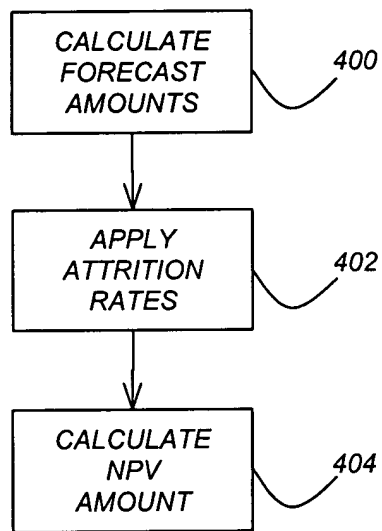 CALCULATE
FORECAST
AMOUNTS
400
APPLY
ATTRITION
RATES
402
CALCULATE
NPV
AMOUNT
404